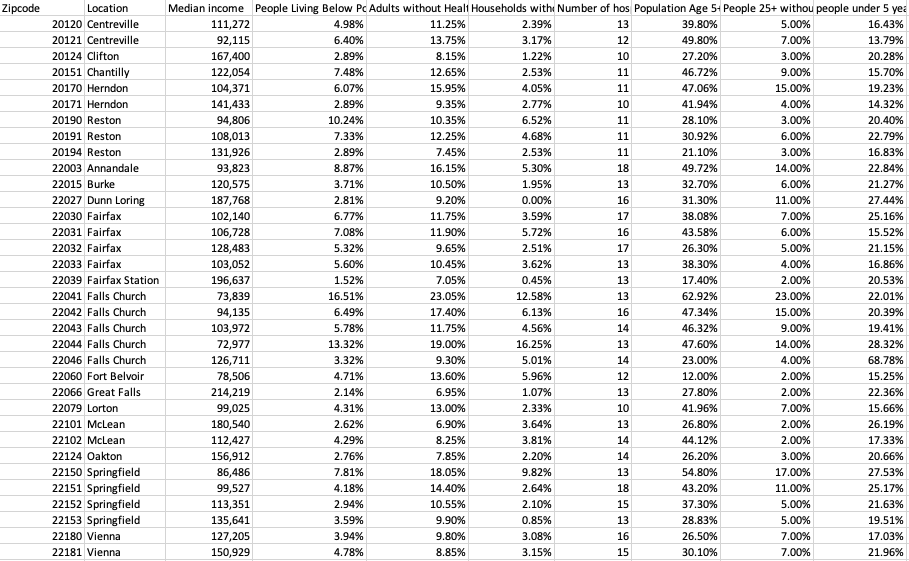 Zipcode Location Median income People Living Below Po Adults without Healt Households with Number of hos Population Age 5+ People 25+ withou people under 5 yea
20120 Centreville 111,272 4.98% 11.25% 2.39% 13 39.80% 5.00% 16.43%
20121 Centreville 92,115 6.40% 13.75% 3.17% 12 49.80% 7.00% 13.79%
20124 Clifton 167,400 2.89% 8.15% 1.22% 10 27.20% 3.00% 20.28%
20151 Chantilly 122,054 7.48% 12.65% 2.53% 11 46.72% 9.00% 15.70%
20170 Herndon 104,371 6.07% 15.95% 4.05% 11 47.06% 15.00% 19.23%
20171 Herndon 141,433 2.89% 9.35% 2.77% 10 41.94% 4.00% 14.32%
20190 Reston 94,806 10.24% 10.35% 6.52% 11 28.10% 3.00% 20.40%
20191 Reston 108,013 7.33% 12.25% 4.68% 11 30.92% 6.00% 22.79%
20194 Reston 131,926 2.89% 7.45% 2.53% 11 21.10% 3.00% 16.83%
22003 Annandale 93,823 8.87% 16.15% 5.30% 18 49.72% 14.00% 22.84%
22015 Burke 120,575 3.71% 10.50% 1.95% 13 32.70% 6.00% 21.27%
22027 Dunn Loring 187,768 2.81% 9.20% 0.00% 16 31.30% 11.00% 27.44%
22030 Fairfax 102,140 6.77% 11.75% 3.59% 17 38.08% 7.00% 25.16%
22031 Fairfax 106,728 7.08% 11.90% 5.72% 16 43.58% 6.00% 15.52%
22032 Fairfax 128,483 5.32% 9.65% 2.51% 17 26.30% 5.00% 21.15%
22033 Fairfax 103,052 5.60% 10.45% 3.62% 13 38.30% 4.00% 16.86%
22039 Fairfax Station 196,637 1.52% 7.05% 0.45% 13 17.40% 2.00% 20.53%
22041 Falls Church 73,839 16.51% 23.05% 12.58% 13 62.92% 23.00% 22.01%
22042 Falls Church 94,135 6.49% 17.40% 6.13% 16 47.34% 15.00% 20.39%
22043 Falls Church 103,972 5.78% 11.75% 4.56% 14 46.32% 9.00% 19.41%
22044 Falls Church 72,977 13.32% 19.00% 16.25% 13 47.60% 14.00% 28.32%
22046 Falls Church 126,711 3.32% 9.30% 5.01% 14 23.00% 4.00% 68.78%
22060 Fort Belvoir 78,506 4.71% 13.60% 5.96% 12 12.00% 2.00% 15.25%
22066 Great Falls 214,219 2.14% 6.95% 1.07% 13 27.80% 2.00% 22.36%
22079 Lorton 99,025 4.31% 13.00% 2.33% 10 41.96% 7.00% 15.66%
22101 McLean 180,540 2.62% 6.90% 3.64% 13 26.80% 2.00% 26.19%
22102 McLean 112,427 4.29% 8.25% 3.81% 14 44.12% 2.00% 17.33%
22124 Oakton 156,912 2.76% 7.85% 2.20% 14 26.20% 3.00% 20.66%
22150 Springfield 86,486 7.81% 18.05% 9.82% 13 54.80% 17.00% 27.53%
22151 Springfield 99,527 4.18% 14.40% 2.64% 18 43.20% 11.00% 25.17%
22152 Springfield 113,351 2.94% 10.55% 2.10% 15 37.30% 5.00% 21.63%
22153 Springfield 135,641 3.59% 9.90% 0.85% 13 28.83% 5.00% 19.51%
22180 Vienna 127,205 3.94% 9.80% 3.08% 16 26.50% 7.00% 17.03%
22181 Vienna 150,929 4.78% 8.85% 3.15% 15 30.10% 7.00% 21.96%